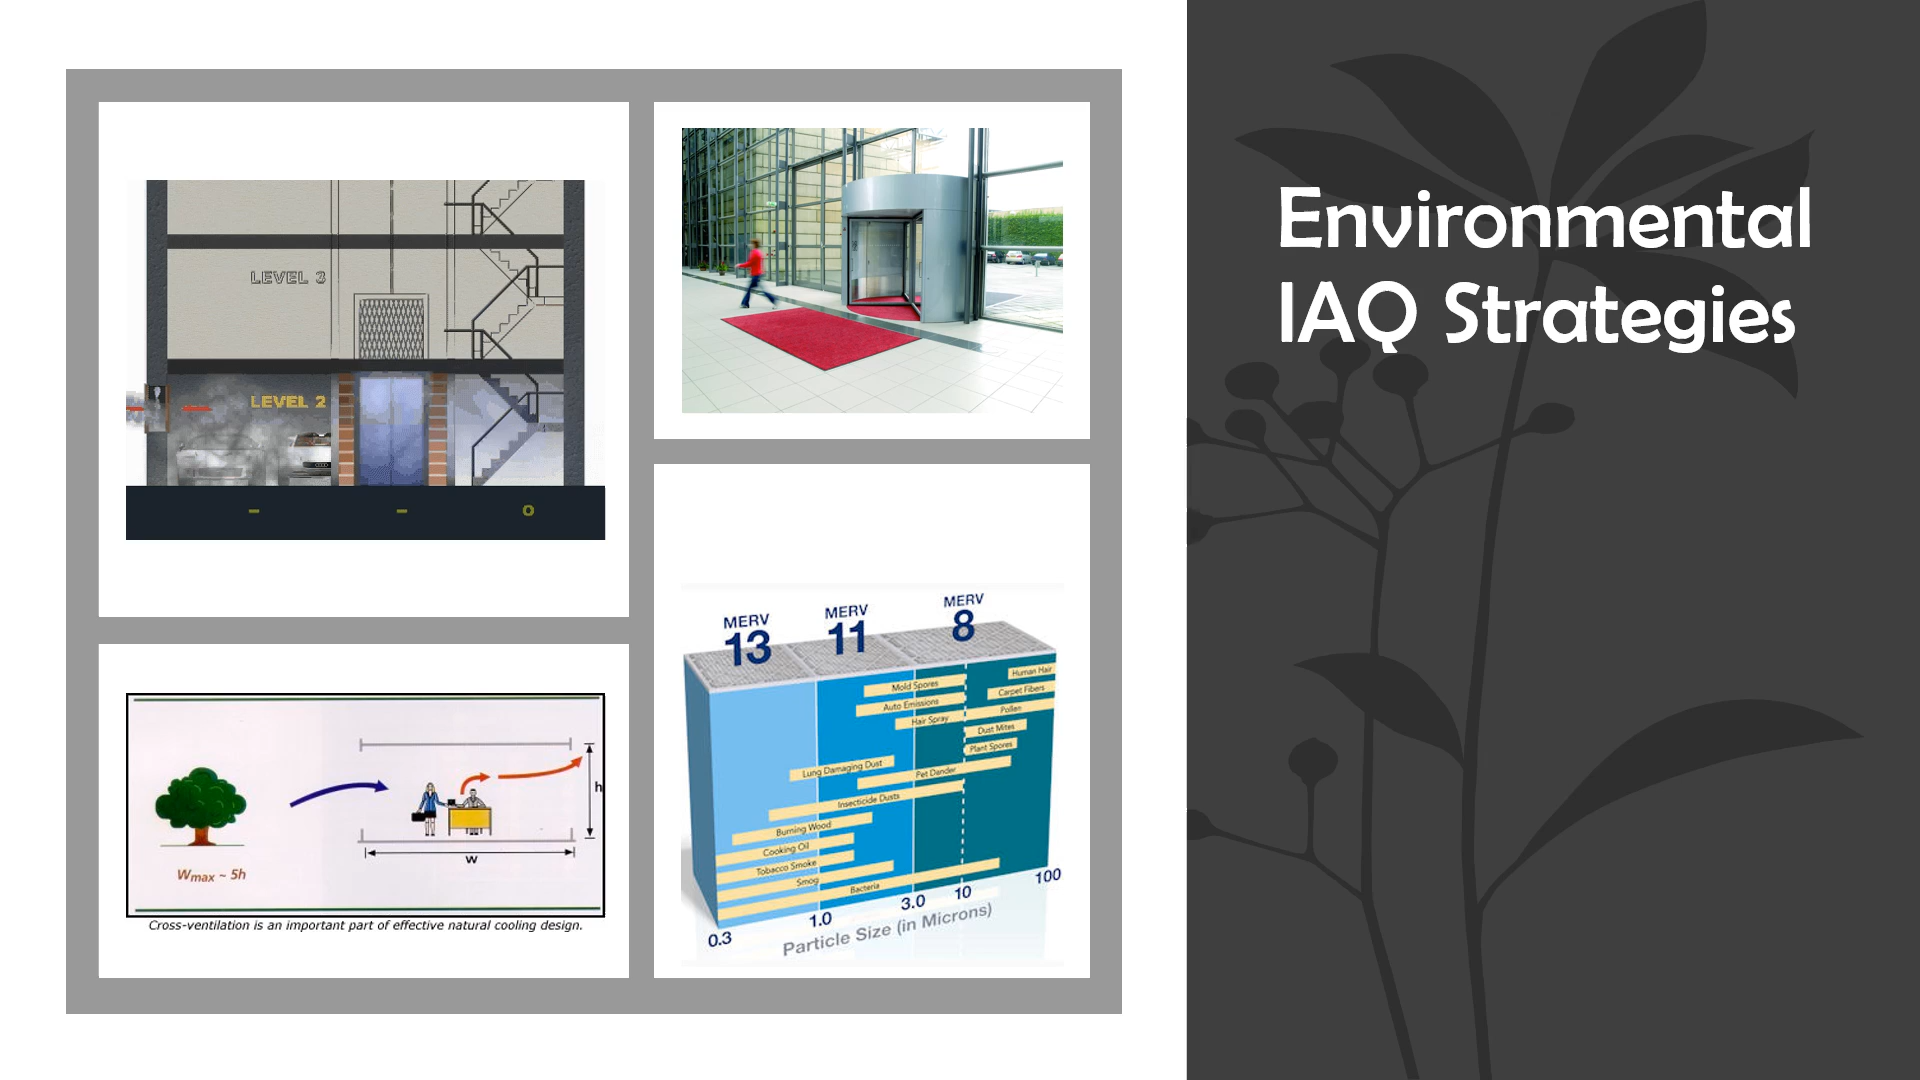 Environmental
IAQ Strategies
LEVEL 3
LEVEL 2
MERV
13
MERV
11
MERV
8
Human Hair
Mold Spores
Carpet Fibers
Auto Emissions
Pollen
Hair Spray
Dust Mites
Plant Spores
Lung Damaging Dust
Pet Dander
Insecticide Dusts
Burning Wood
Cooking Oil
Tobacco Smoke
Smog
Bacteria
0.3
1.0
3.0
10
100
Particle Size (in Microns)
h
w
Wmax ~ 5h
Cross-ventilation is an important part of effective natural cooling design.